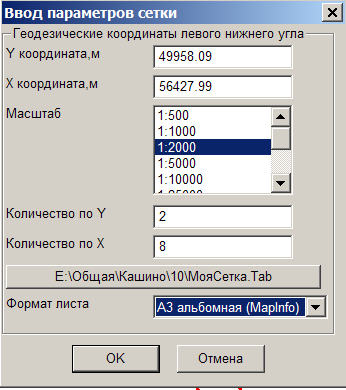 Ввод параметров сетки
Геодезические координаты левого нижнего угла
Y координата,м 49958.09
X координата,м 56427.99
Масштаб
1:500
1:1000
1:2000
1:5000
1:10000
1:25000
Количество по Y 2
Количество по X 8
E:\Общая\Кашино\10\МояСетка.Tab
Формат листа А3 альбомная (MapInfo)
OK Отмена